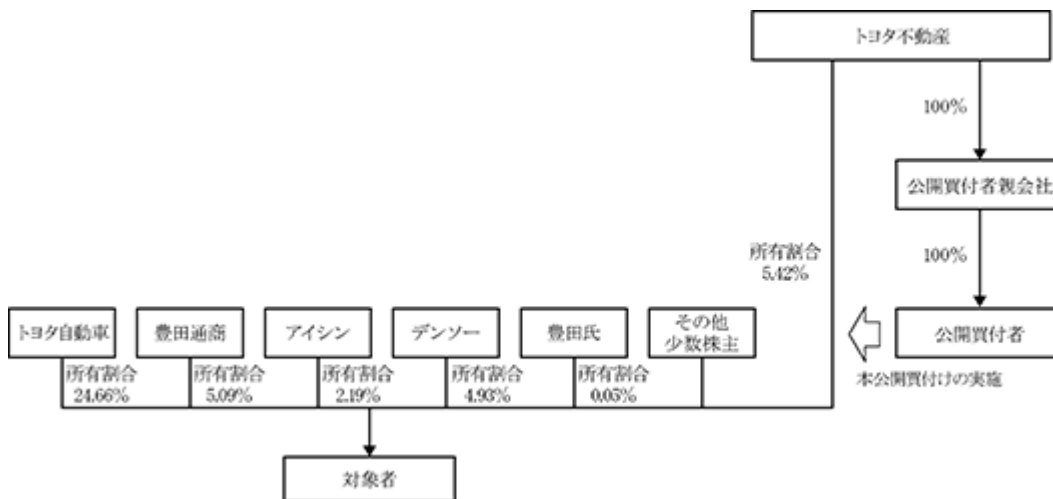 トヨタ不動産
100%
公開買付者親会社
所有割合
5.42%
100%
トヨタ自動車
豊田通商
アイシン
デンソー
豊田氏
その他
少数株主
公開買付者
所有割合
24.66%
所有割合
5.09%
所有割合
2.19%
所有割合
4.93%
所有割合
0.05%
本公開買付けの実施
対象者